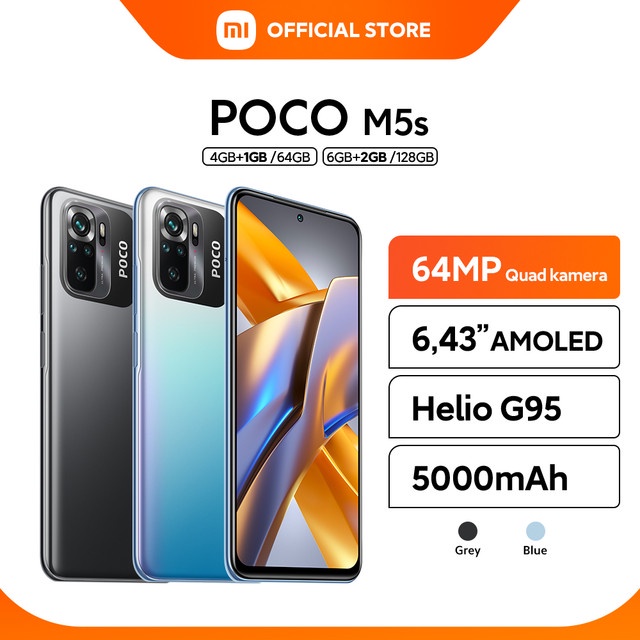 mi OFFICIAL STORE
POCO M5s
4GB+1GB /64GB 6GB+2GB /128GB
POCO
POCO
64MP Quad kamera
6,43” AMOLED
Helio G95
5000mAh
Grey Blue